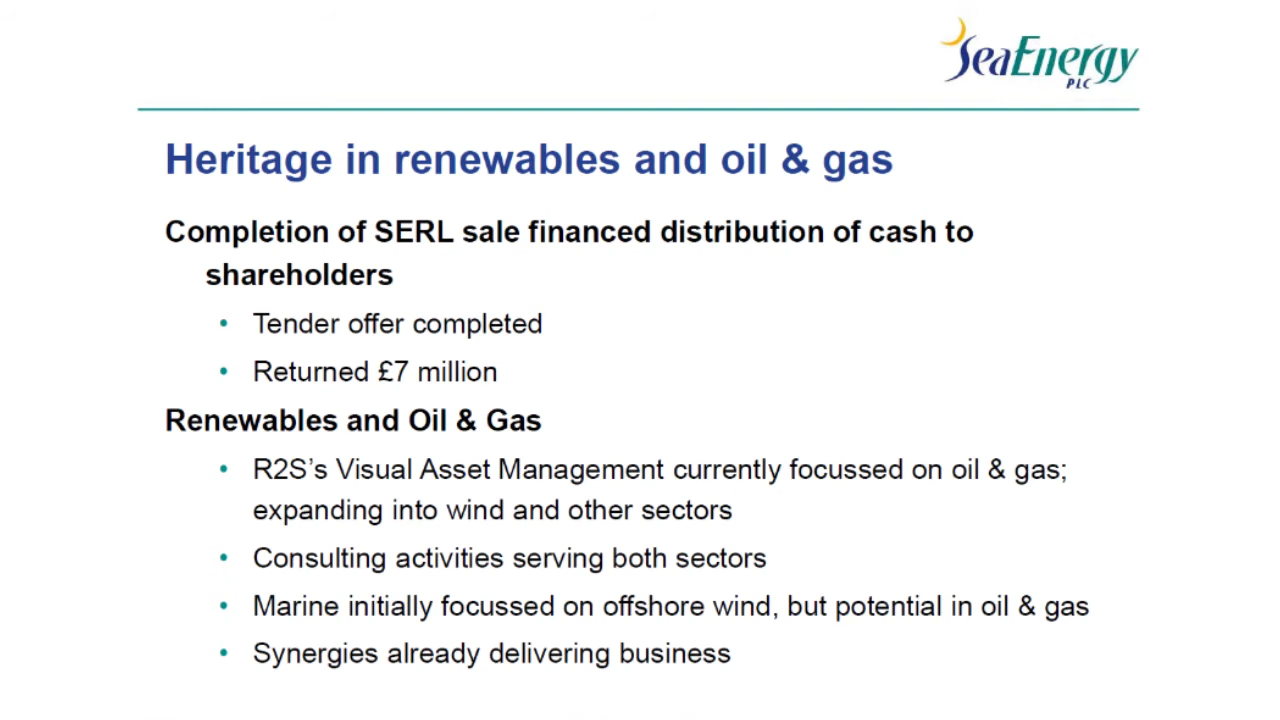 SeaEnergy
PLC
Heritage in renewables and oil & gas
Completion of SERL sale financed distribution of cash to
shareholders
• Tender offer completed
• Returned £7 million
Renewables and Oil & Gas
• R2S’s Visual Asset Management currently focussed on oil & gas;
expanding into wind and other sectors
• Consulting activities serving both sectors
• Marine initially focussed on offshore wind, but potential in oil & gas
• Synergies already delivering business